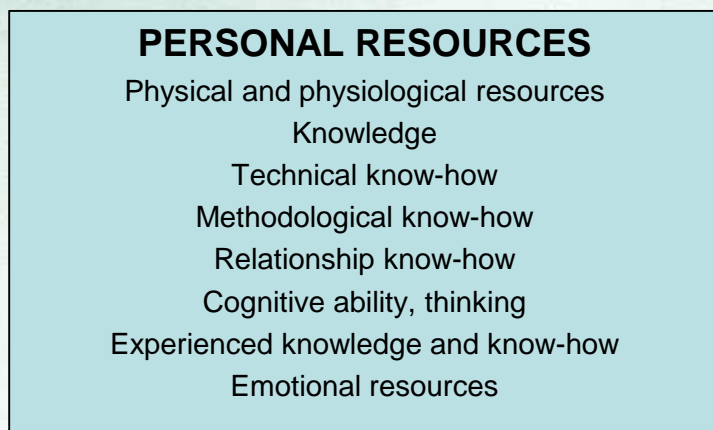 PERSONAL RESOURCES
Physical and physiological resources
Knowledge
Technical know-how
Methodological know-how
Relationship know-how
Cognitive ability, thinking
Experienced knowledge and know-how
Emotional resources